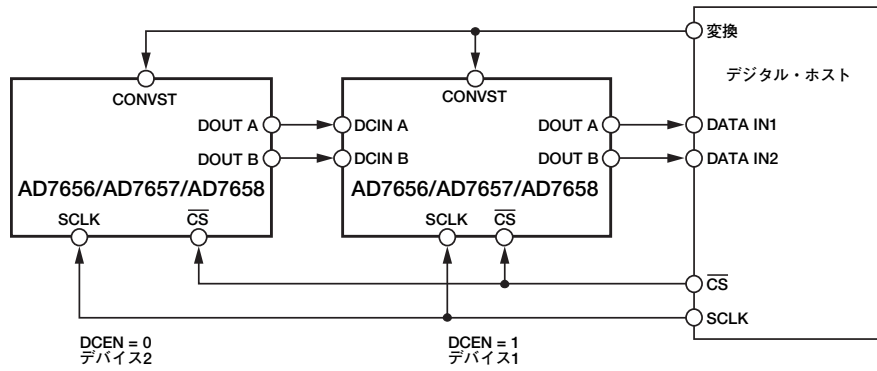 変換
デジタル・ホスト
CONVST
CONVST
DOUT A
DCIN A
DOUT A
DATA IN1
DOUT B
DCIN B
DOUT B
DATA IN2
AD7656/AD7657/AD7658
AD7656/AD7657/AD7658
SCLK
CS
SCLK
CS
CS
SCLK
DCEN = 0
デバイス2
DCEN = 1
デバイス1